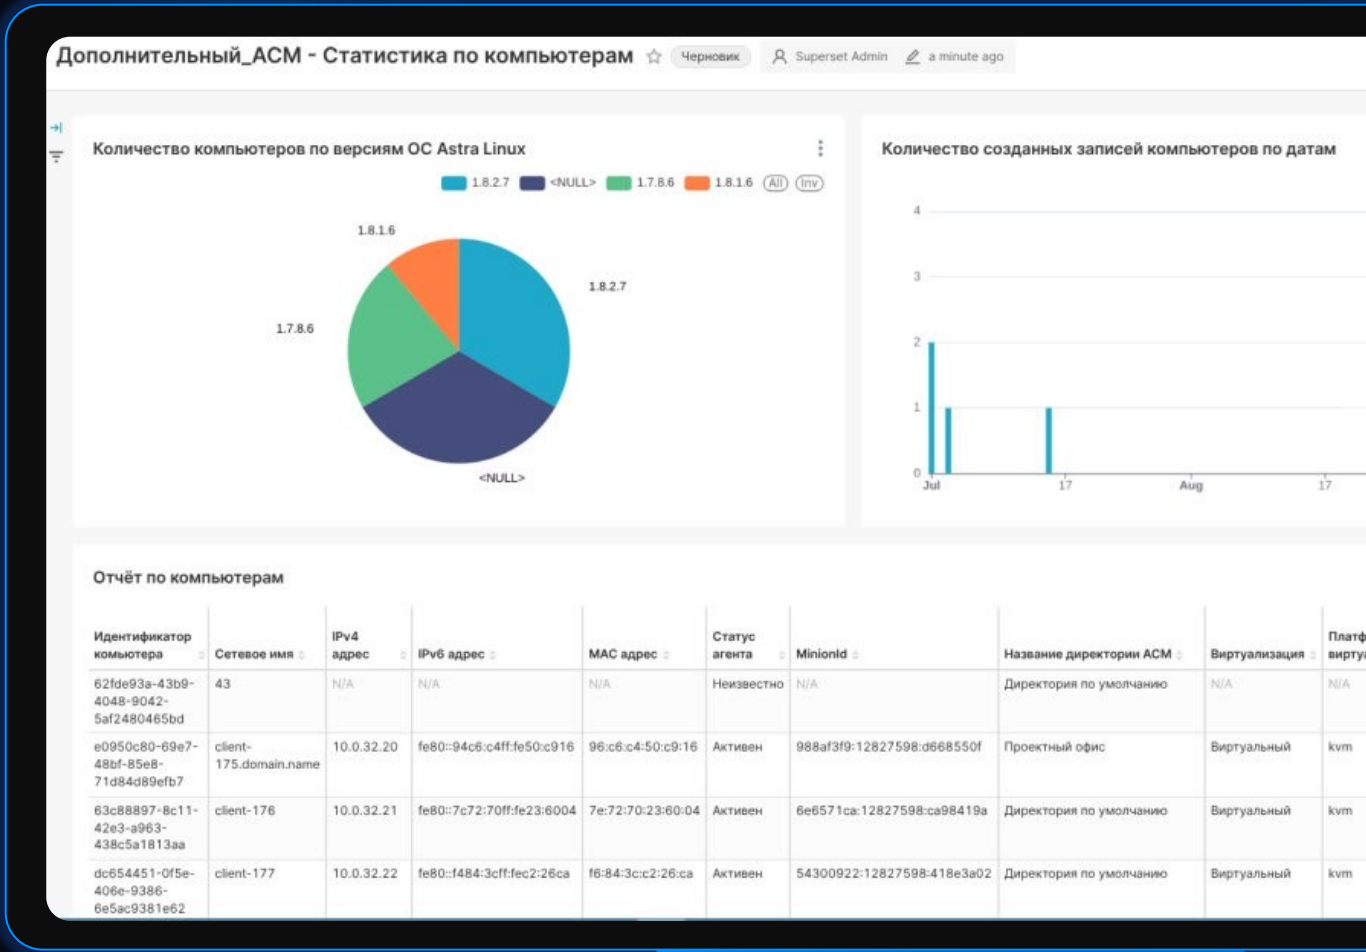 Дополнительный_ACM - Статистика по компьютерам Черновик Superset Admin a minute ago
Количество компьютеров по версиям ОС Astra Linux
1.8.2.7 <NULL> 1.7.8.6 1.8.1.6 All Inv
1.8.1.6
1.8.2.7
1.7.8.6
<NULL>
Количество созданных записей компьютеров по датам
4
3
2
1
0
Jul 17 Aug 17
Отчёт по компьютерам
Идентификатор
комьютера
Сетевое имя
IPv4
адрес
IPv6 адрес
MAC адрес
Статус
агента
MinionId
Название директории ACM
Виртуализация
Платф
вирту
62fde93a-43b9-
4048-9042-
5af2480465bd
43
N/A
N/A
N/A
Неизвестно
N/A
Директория по умолчанию
N/A
N/A
e0950c80-69e7-
48bf-85e8-
71d84d89efb7
client-
175.domain.name
10.0.32.20
fe80::94c6:c4ff:fe50:c916
96:c6:c4:50:c9:16
Активен
988af3f9:12827598:d668550f
Проектный офис
Виртуальный
kvm
63c88897-8c11-
42e3-a963-
438c5a1813aa
client-176
10.0.32.21
fe80::7c72:70ff:fe23:6004
7e:72:70:23:60:04
Активен
6e6571ca:12827598:ca98419a
Директория по умолчанию
Виртуальный
kvm
dc654451-0f5e-
406e-9386-
6e5ac9381e62
client-177
10.0.32.22
fe80::f484:3cff:fec2:26ca
f6:84:3c:c2:26:ca
Активен
54300922:12827598:418e3a02
Директория по умолчанию
Виртуальный
kvm